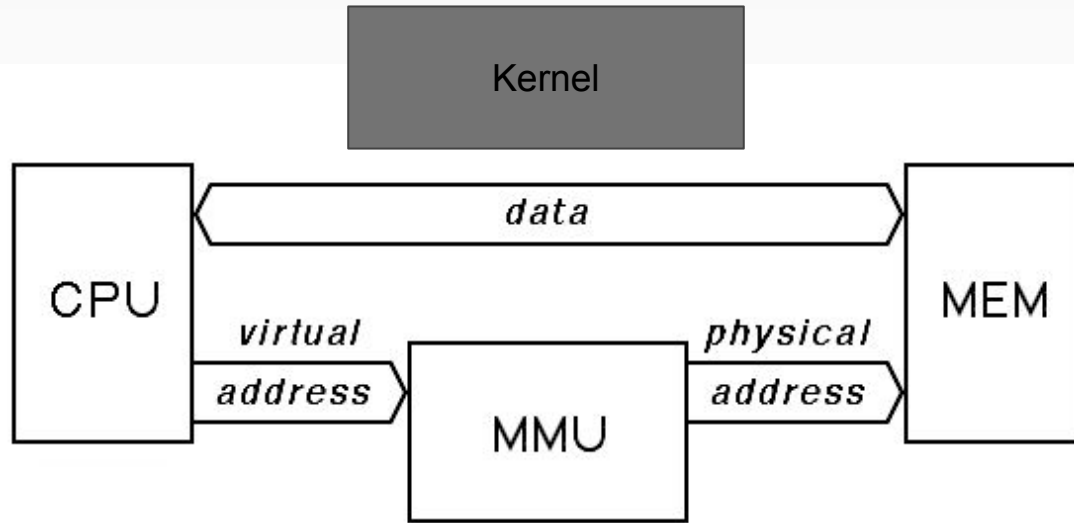 Kernel
data
CPU
MEM
virtual
address
MMU
physical
address